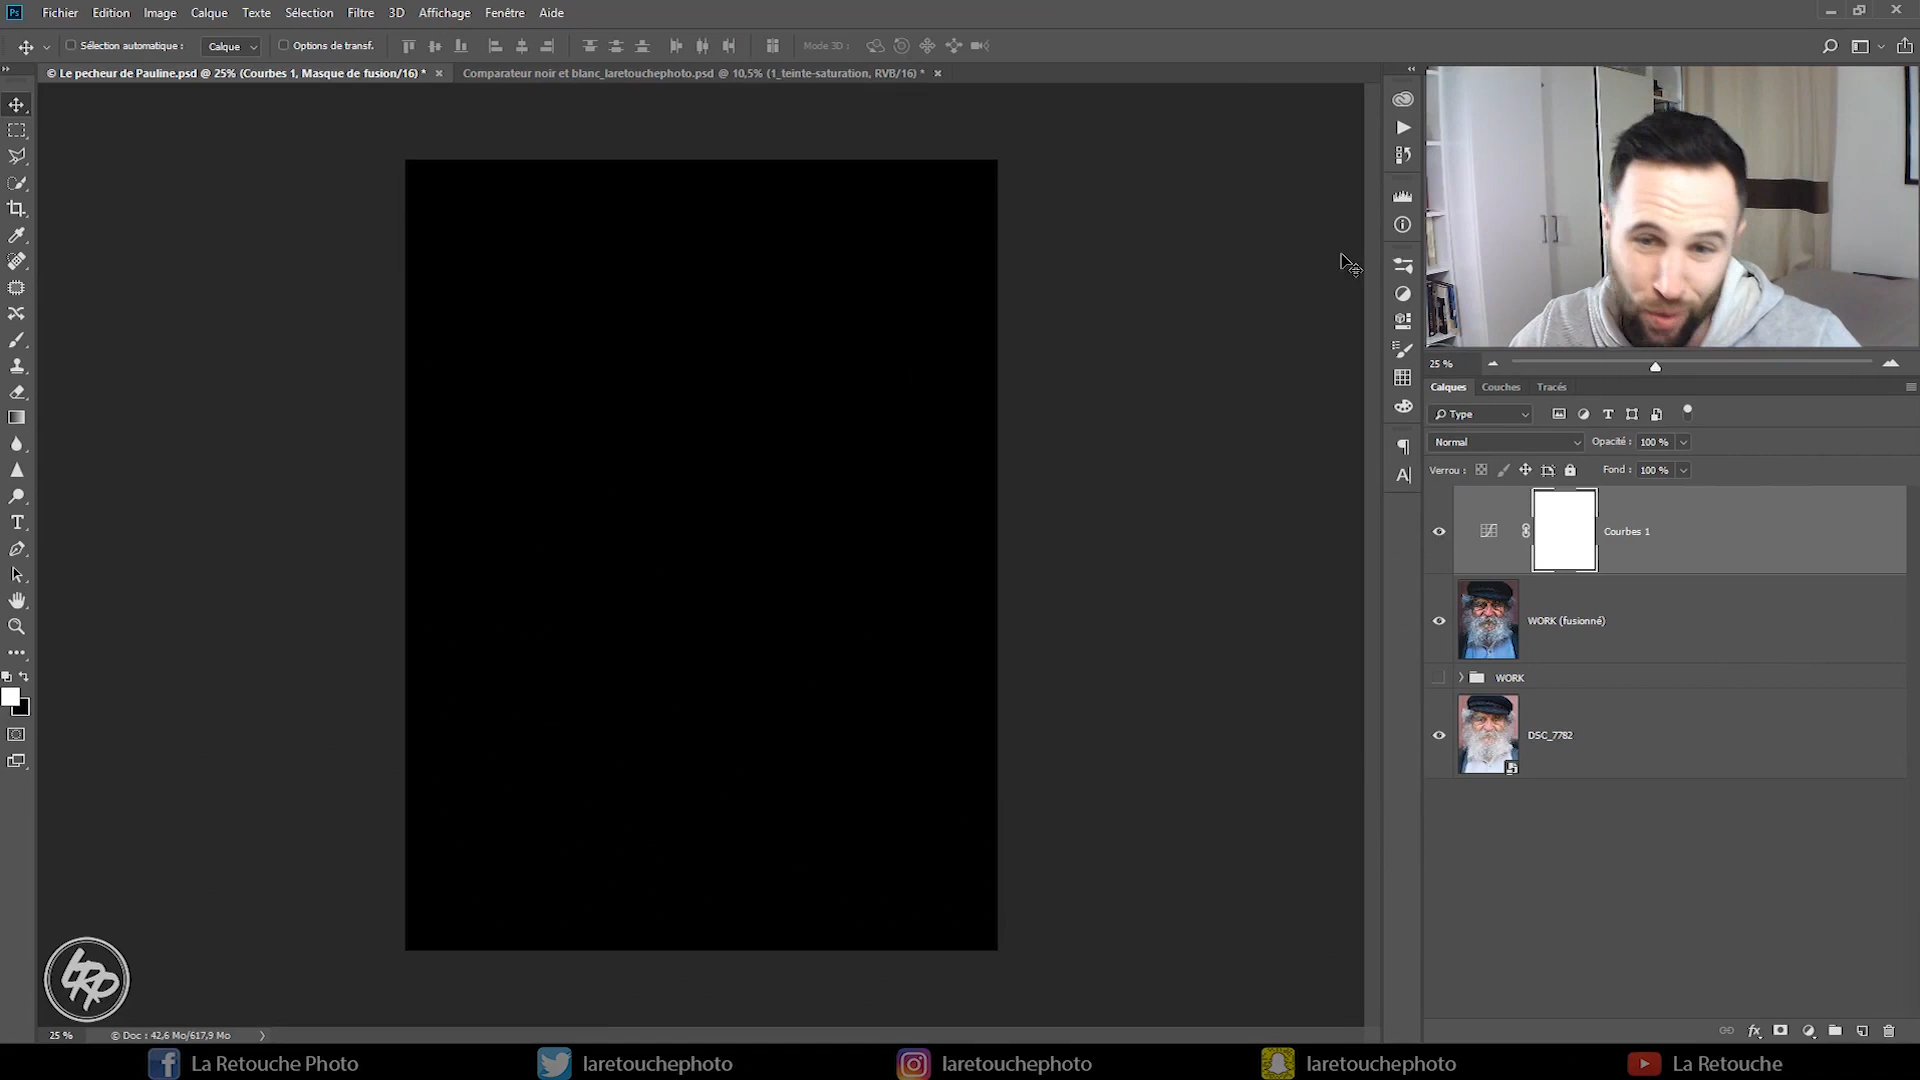 Ps Fichier Edition Image Calque Texte Sélection Filtre 3D Affichage Fenêtre Aide
Sélection automatique : Calque Options de transf. Mode 3D :
© Le pecheur de Pauline.psd @ 25% (Courbes 1, Masque de fusion/16) * × Comparateur noir et blanc_laretouchephoto.psd @ 10,5% (1_teinte-saturation, RVB/16) * ×
25 %
Calques Couches Tracés
Type
Normal Opacité : 100 %
Verrou : Fond : 100 %
Courbes 1
WORK (fusionné)
WORK
DSC_7782
LRP
25 % © Doc : 42,6 Mo/617,9 Mo
La Retouche Photo laretouchephoto laretouchephoto laretouchephoto La Retouche